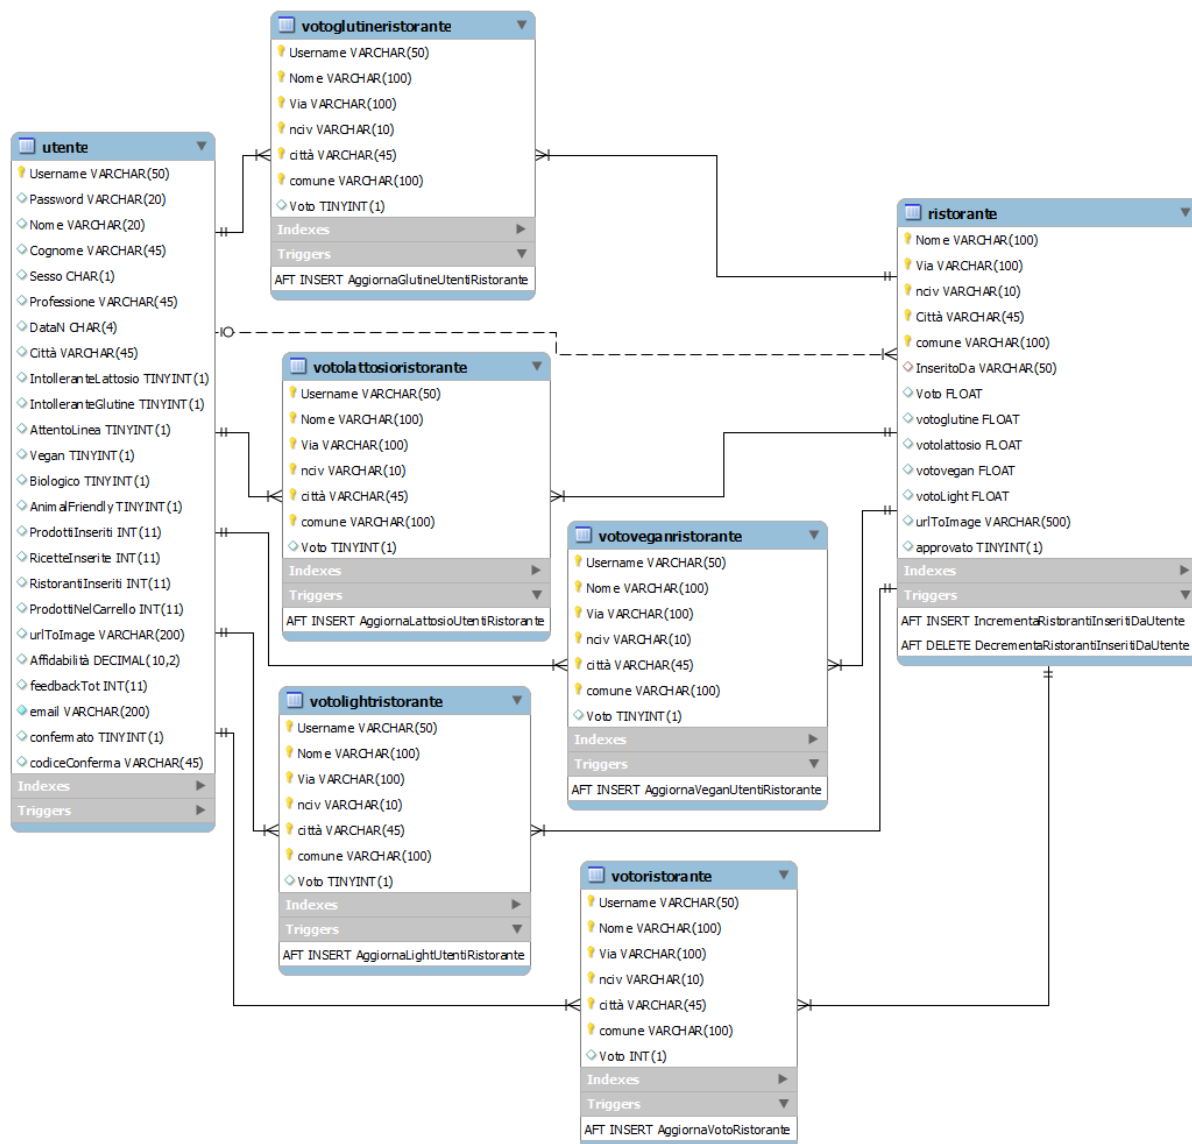 votoglutineristorante
Username VARCHAR(50)
Nome VARCHAR(100)
Via VARCHAR(100)
nciv VARCHAR(10)
città VARCHAR(45)
comune VARCHAR(100)
Voto TINYINT(1)
Indexes
Triggers
AFT INSERT AggiornaGlutineUtentiRistorante
utente
Username VARCHAR(50)
Password VARCHAR(20)
Nome VARCHAR(20)
Cognome VARCHAR(45)
Sesso CHAR(1)
Professione VARCHAR(45)
DataN CHAR(4)
Città VARCHAR(45)
IntolleranteLattosio TINYINT(1)
IntolleranteGlutine TINYINT(1)
AttentoLinea TINYINT(1)
Vegan TINYINT(1)
Biologico TINYINT(1)
AnimalFriendly TINYINT(1)
ProdottiInseriti INT(11)
RicetteInserite INT(11)
RistorantiInseriti INT(11)
ProdottiNelCarrello INT(11)
urlToImage VARCHAR(200)
Affidabilità DECIMAL(10,2)
feedbackTot INT(11)
email VARCHAR(200)
confermato TINYINT(1)
codiceConferma VARCHAR(45)
Indexes
Triggers
ristorante
Nome VARCHAR(100)
Via VARCHAR(100)
nciv VARCHAR(10)
Città VARCHAR(45)
comune VARCHAR(100)
InseritoDa VARCHAR(50)
Voto FLOAT
votoglutine FLOAT
votolattosio FLOAT
votovegan FLOAT
votoLight FLOAT
urlToImage VARCHAR(500)
approvato TINYINT(1)
Indexes
Triggers
AFT INSERT IncrementaRistorantiInseritiDaUtente
AFT DELETE DecrementaRistorantiInseritiDaUtente
votolattosioristorante
Username VARCHAR(50)
Nome VARCHAR(100)
Via VARCHAR(100)
nciv VARCHAR(10)
città VARCHAR(45)
comune VARCHAR(100)
Voto TINYINT(1)
Indexes
Triggers
AFT INSERT AggiornaLattosioUtentiRistorante
votoveganristorante
Username VARCHAR(50)
Nome VARCHAR(100)
Via VARCHAR(100)
nciv VARCHAR(10)
città VARCHAR(45)
comune VARCHAR(100)
Voto TINYINT(1)
Indexes
Triggers
AFT INSERT AggiornaVeganUtentiRistorante
votolightristorante
Username VARCHAR(50)
Nome VARCHAR(100)
Via VARCHAR(100)
nciv VARCHAR(10)
città VARCHAR(45)
comune VARCHAR(100)
Voto TINYINT(1)
Indexes
Triggers
AFT INSERT AggiornaLightUtentiRistorante
votoristorante
Username VARCHAR(50)
Nome VARCHAR(100)
Via VARCHAR(100)
nciv VARCHAR(10)
città VARCHAR(45)
comune VARCHAR(100)
Voto INT(1)
Indexes
Triggers
AFT INSERT AggiornaVotoRistorante